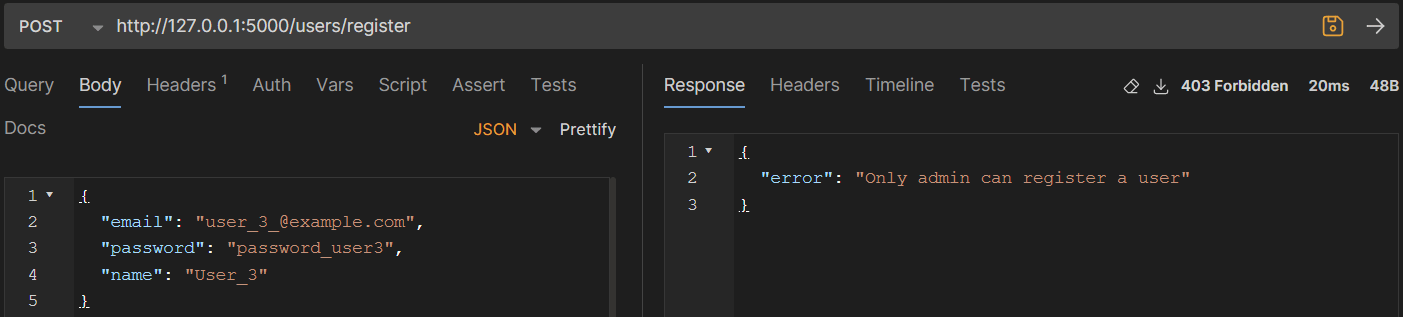 POST http://127.0.0.1:5000/users/register
Query Body Headers 1 Auth Vars Script Assert Tests
Docs JSON Prettify
1 {
2 "email": "user_3_@example.com",
3 "password": "password_user3",
4 "name": "User_3"
5 }
Response Headers Timeline Tests 403 Forbidden 20ms 48B
1 {
2 "error": "Only admin can register a user"
3 }